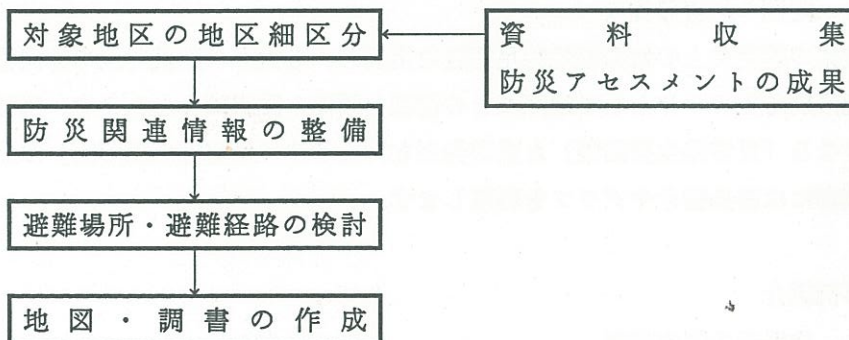 対象地区の地区細区分
資料収集
防災アセスメントの成果
防災関連情報の整備
避難場所・避難経路の検討
地図・調書の作成